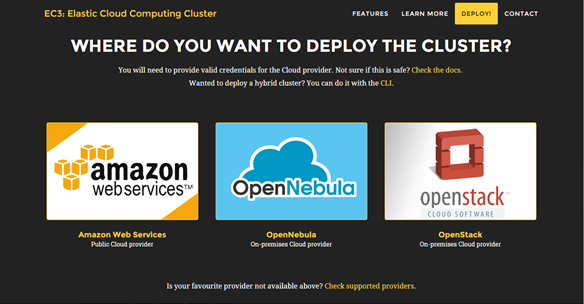 EC3: Elastic Cloud Computing Cluster
FEATURES LEARN MORE DEPLOY! CONTACT
WHERE DO YOU WANT TO DEPLOY THE CLUSTER?
You will need to provide valid credentials for the Cloud provider. Not sure if this is safe? Check the docs.
Wanted to deploy a hybrid cluster? You can do it with the CLI.
amazon
webservices™
OpenNebula
openstack™
CLOUD SOFTWARE
Amazon Web Services
Public Cloud provider
OpenNebula
On-premises Cloud provider
OpenStack
On-premises Cloud provider
Is your favourite provider not available above? Check supported providers.